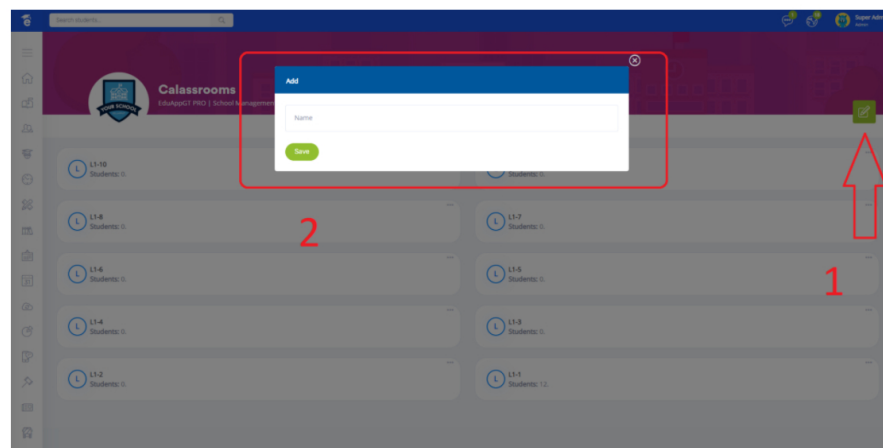 Search students...
Super Adm
Admin
Calassrooms
EduAppGT PRO | School Management
YOUR SCHOOL
Add
Name
Save
L L1-10
Students: 0.
L
Students: 0.
L L1-8
Students: 0.
L L1-7
Students: 0.
2
L L1-6
Students: 0.
L L1-5
Students: 0.
1
L L1-4
Students: 0.
L L1-3
Students: 0.
L L1-2
Students: 0.
L L1-1
Students: 12.